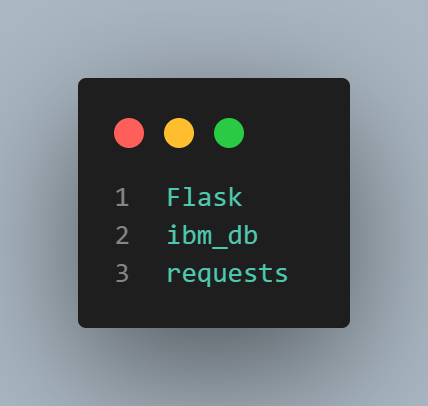 1 Flask
2 ibm_db
3 requests